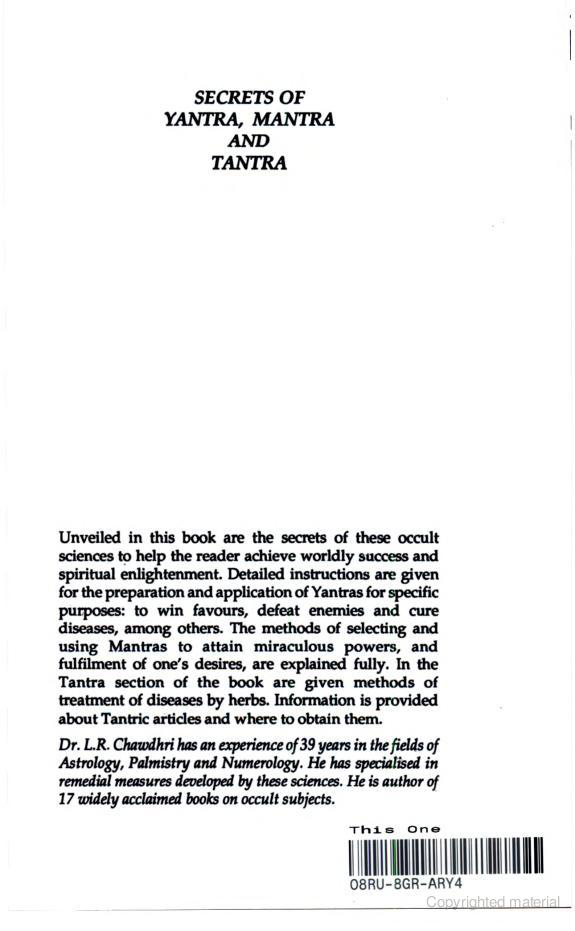 SECRETS OF
YANTRA, MANTRA
AND
TANTRA
Unveiled in this book are the secrets of these occult
sciences to help the reader achieve worldly success and
spiritual enlightenment. Detailed instructions are given
for the preparation and application of Yantras for specific
purposes: to win favours, defeat enemies and cure
diseases, among others. The methods of selecting and
using Mantras to attain miraculous powers, and
fulfilment of one's desires, are explained fully. In the
Tantra section of the book are given methods of
treatment of diseases by herbs. Information is provided
about Tantric articles and where to obtain them.
Dr. L.R. Chawdhri has an experience of 39 years in the fields of
Astrology, Palmistry and Numerology. He has specialised in
remedial measures developed by these sciences. He is author of
17 widely acclaimed books on occult subjects.
This One
08RU-8GR-ARY4
Copyrighted material